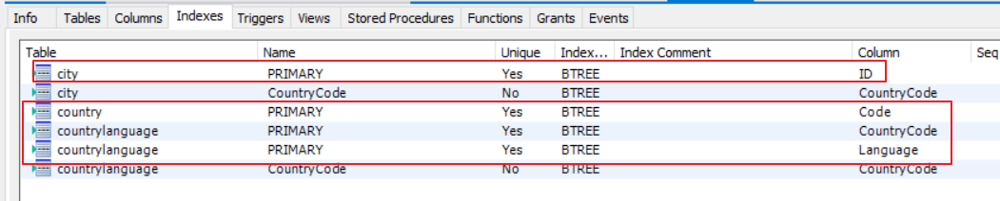 Info Tables Columns Indexes Triggers Views Stored Procedures Functions Grants Events
Table Name Unique Index... Index Comment Column Seq
city PRIMARY Yes BTREE ID
city CountryCode No BTREE CountryCode
country PRIMARY Yes BTREE Code
countrylanguage PRIMARY Yes BTREE CountryCode
countrylanguage PRIMARY Yes BTREE Language
countrylanguage CountryCode No BTREE CountryCode